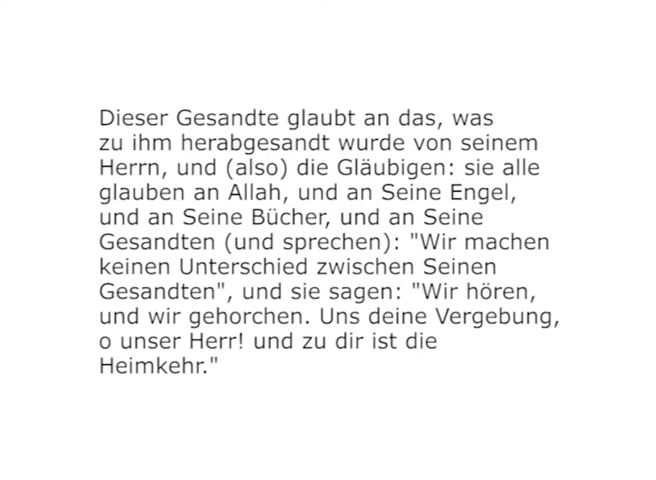 Dieser Gesandte glaubt an das, was
zu ihm herabgesandt wurde von seinem
Herrn, und (also) die Gläubigen: sie alle
glauben an Allah, und an Seine Engel,
und an Seine Bücher, und an Seine
Gesandten (und sprechen): "Wir machen
keinen Unterschied zwischen Seinen
Gesandten", und sie sagen: "Wir hören,
und wir gehorchen. Uns deine Vergebung,
o unser Herr! und zu dir ist die
Heimkehr."